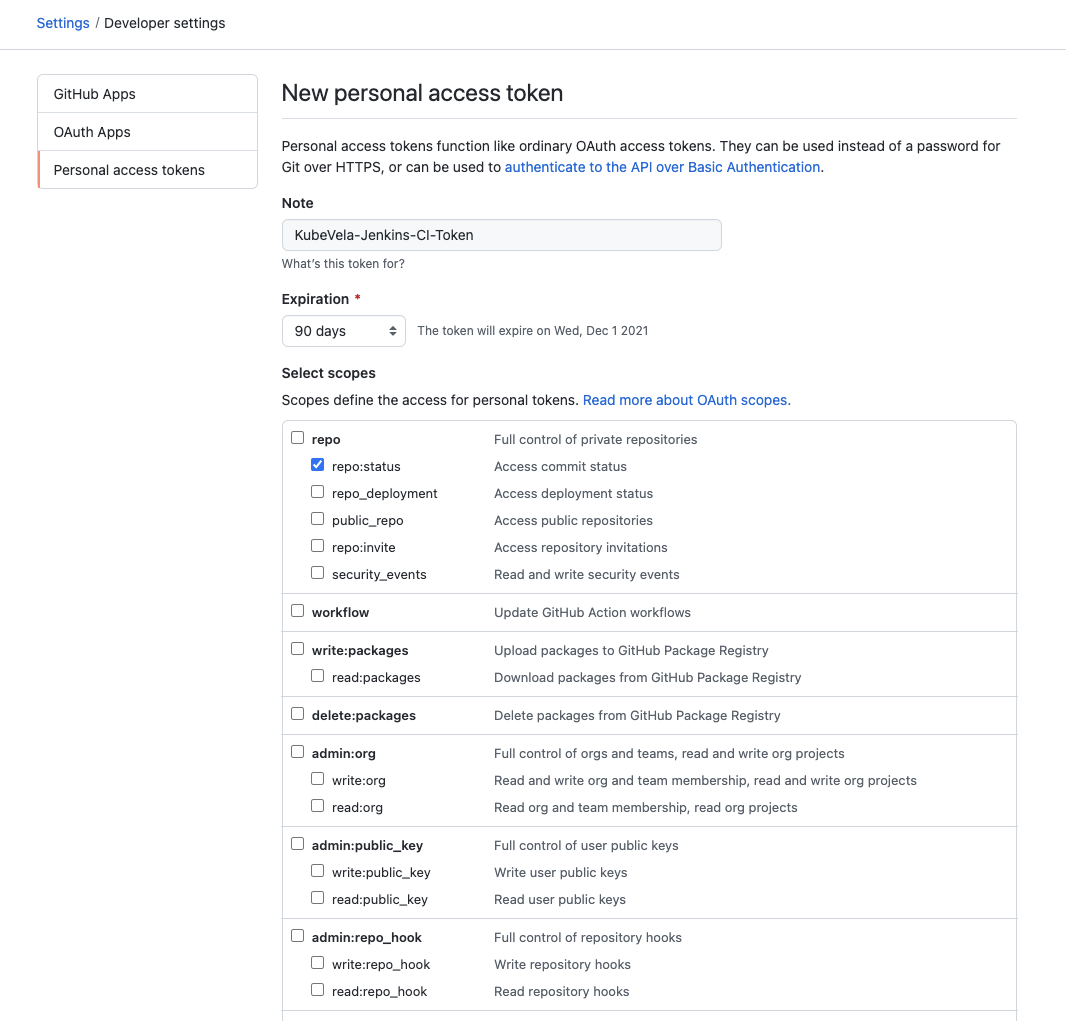 Settings / Developer settings
GitHub Apps
OAuth Apps
Personal access tokens
New personal access token
Personal access tokens function like ordinary OAuth access tokens. They can be used instead of a password for
Git over HTTPS, or can be used to authenticate to the API over Basic Authentication.
Note
KubeVela-Jenkins-CI-Token
What's this token for?
Expiration *
90 days The token will expire on Wed, Dec 1 2021
Select scopes
Scopes define the access for personal tokens. Read more about OAuth scopes.
repo Full control of private repositories
repo:status Access commit status
repo_deployment Access deployment status
public_repo Access public repositories
repo:invite Access repository invitations
security_events Read and write security events
workflow Update GitHub Action workflows
write:packages Upload packages to GitHub Package Registry
read:packages Download packages from GitHub Package Registry
delete:packages Delete packages from GitHub Package Registry
admin:org Full control of orgs and teams, read and write org projects
write:org Read and write org and team membership, read and write org projects
read:org Read org and team membership, read org projects
admin:public_key Full control of user public keys
write:public_key Write user public keys
read:public_key Read user public keys
admin:repo_hook Full control of repository hooks
write:repo_hook Write repository hooks
read:repo_hook Read repository hooks